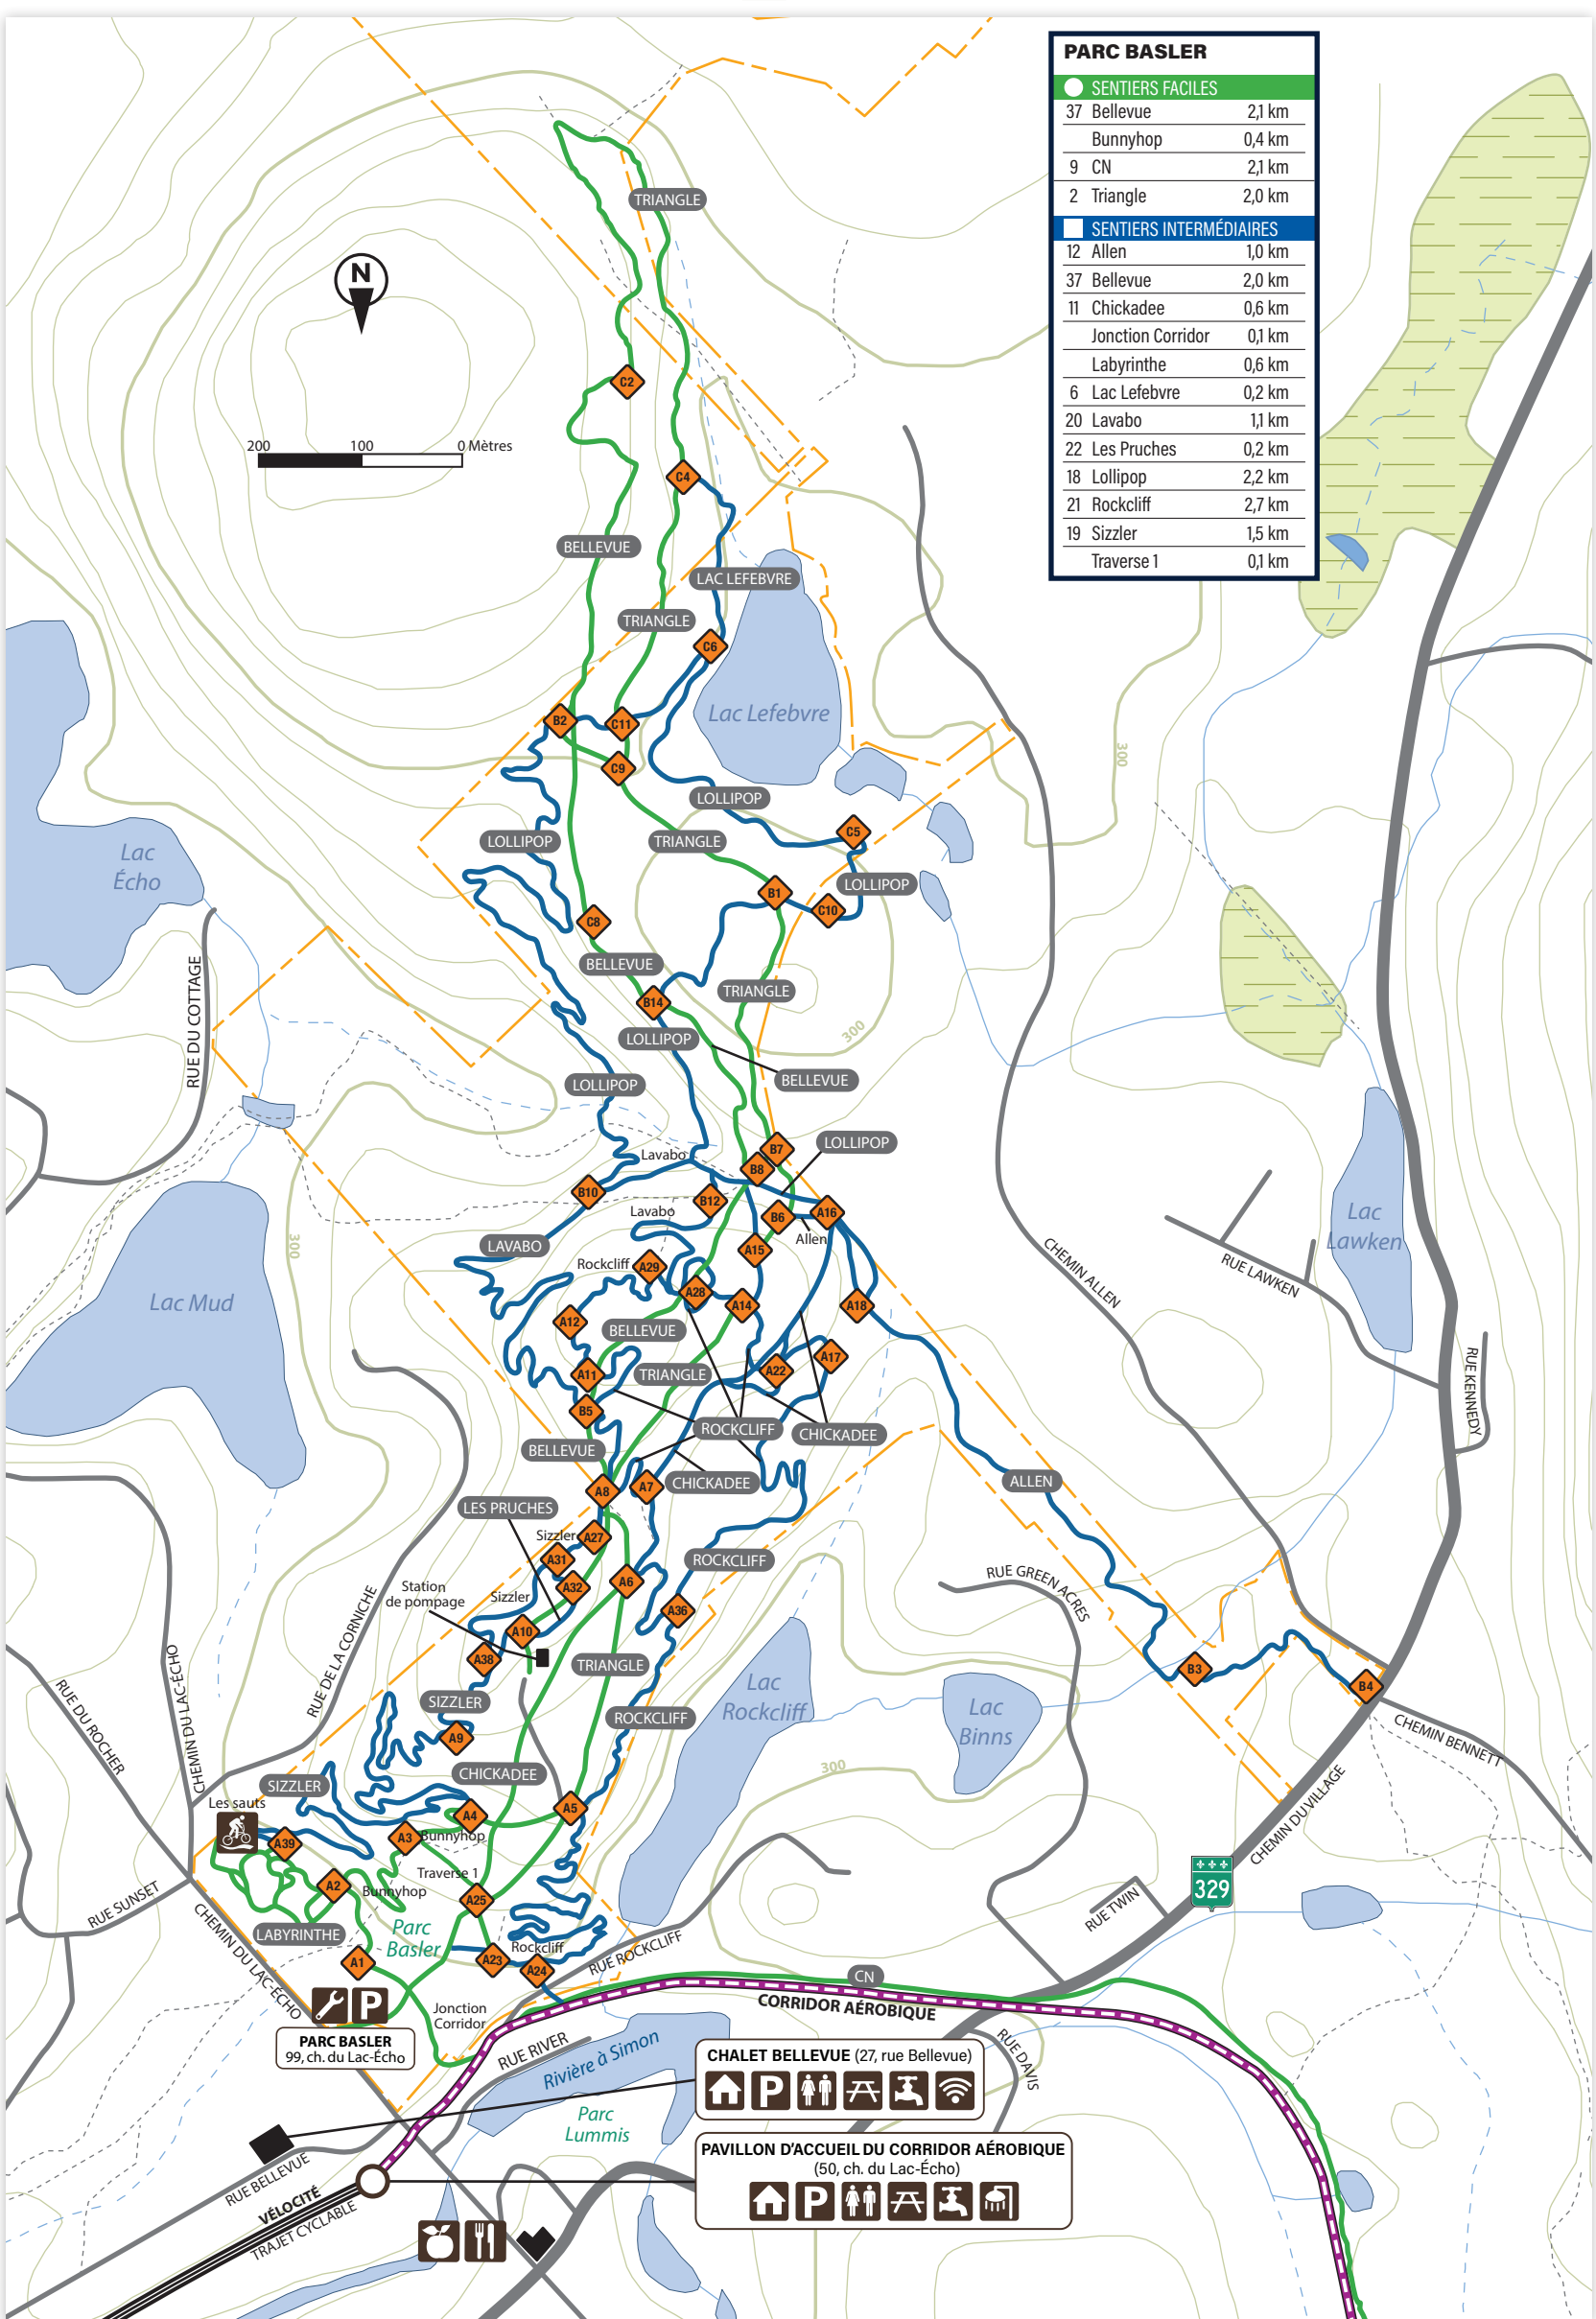 PARC BASLER
SENTIERS FACILES
37 Bellevue 2,1 km
Bunnyhop 0,4 km
9 CN 2,1 km
2 Triangle 2,0 km
SENTIERS INTERMÉDIAIRES
12 Allen 1,0 km
37 Bellevue 2,0 km
11 Chickadee 0,6 km
Jonction Corridor 0,1 km
Labyrinthe 0,6 km
6 Lac Lefebvre 0,2 km
20 Lavabo 1,1 km
22 Les Pruches 0,2 km
18 Lollipop 2,2 km
21 Rockcliff 2,7 km
19 Sizzler 1,5 km
Traverse 1 0,1 km
TRIANGLE
N
C2
200 100 0 Mètres
C4
BELLEVUE
LAC LEFEBVRE
TRIANGLE
C6
Lac Lefebvre
B2
C11
C9
300
LOLLIPOP
C5
LOLLIPOP
TRIANGLE
Lac
Écho
LOLLIPOP
B1
C10
C8
BELLEVUE
RUE DU COTTAGE
TRIANGLE
B14
LOLLIPOP
300
BELLEVUE
LOLLIPOP
LOLLIPOP
B7
Lavabo
B8
B10
B12
Lavabo
B6
A16
Allen
LAVABO
A15
300
Lac
Lawken
CHEMIN ALLEN
RUE LAWKEN
Rockcliff
A29
A28
A14
A18
Lac Mud
A12
BELLEVUE
A17
A22
TRIANGLE
A11
RUE KENNEDY
B5
ROCKCLIFF
CHICKADEE
BELLEVUE
CHICKADEE
ALLEN
A8
A7
LES PRUCHES
Sizzler
A27
A31
ROCKCLIFF
A6
A32
RUE GREEN ACRES
Station
de pompage
Sizzler
A36
A10
A38
TRIANGLE
B3
B4
RUE DE LA CORNICHE
CHEMIN DU LAC-ÉCHO
RUE DU ROCHER
SIZZLER
Lac
Rockcliff
ROCKCLIFF
Lac
Binns
CHEMIN BENNETT
A9
300
CHICKADEE
SIZZLER
CHEMIN DU VILLAGE
Les sauts
A4
A5
A39
A3
Bunnyhop
Traverse 1
329
A2
Bunnyhop
A25
RUE SUNSET
RUE TWIN
LABYRINTHE
Parc
Basler
A1
A23
Rockcliff
A24
RUE ROCKCLIFF
CHEMIN DU LAC-ÉCHO
CN
CORRIDOR AÉROBIQUE
P
Jonction
Corridor
PARC BASLER
99, ch. du Lac-Écho
RUE RIVER
Rivière à Simon
RUE DAVIS
CHALET BELLEVUE (27, rue Bellevue)
P
Parc
Lummis
PAVILLON D'ACCUEIL DU CORRIDOR AÉROBIQUE
(50, ch. du Lac-Écho)
P
RUE BELLEVUE
VÉLOCITÉ
TRAJET CYCLABLE